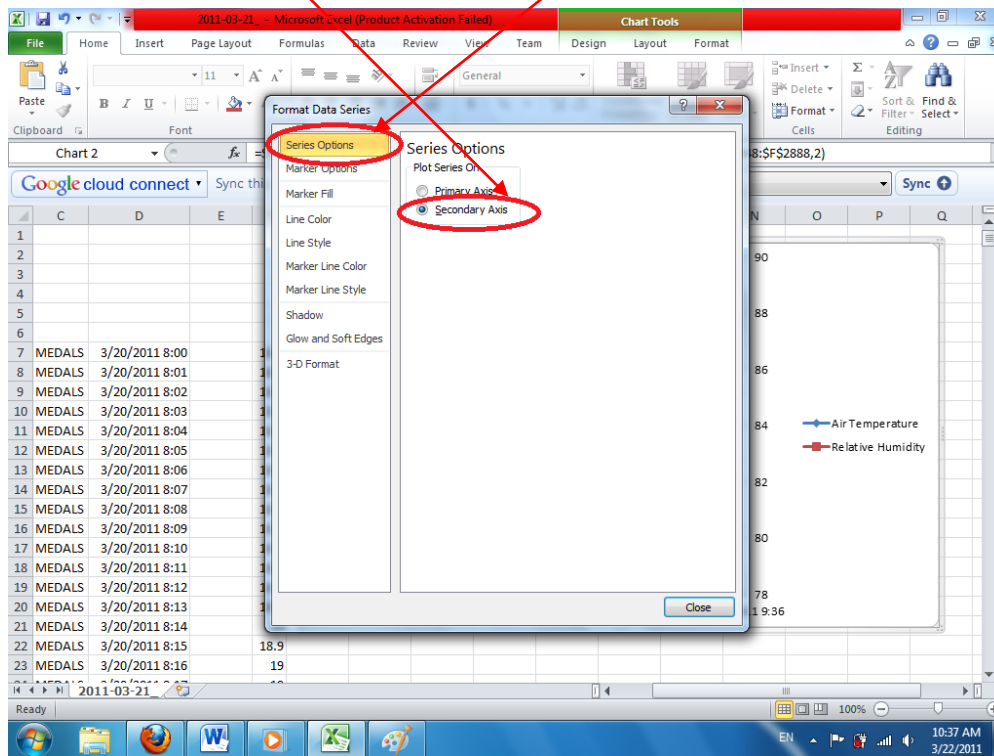 2011-03-21_ - Microsoft Excel (Product Activation Failed)
Chart Tools
File Home Insert Page Layout Formulas Data Review View Team Design Layout Format
11 A A General Insert Σ
Delete
Paste B I U Format Sort & Find &
Filter Select
Clipboard Font Cells Editing
Chart 2 fx 8:$F$2888,2)
Google cloud connect Sync Sync
Format Data Series
Series Options
Marker Options
Marker Fill
Line Color
Line Style
Marker Line Color
Marker Line Style
Shadow
Glow and Soft Edges
3-D Format
Series Options
Plot Series On
Primary Axis
Secondary Axis
Close
C D E N O P Q
1
2
3
4
5
6
7 MEDALS 3/20/2011 8:00
8 MEDALS 3/20/2011 8:01
9 MEDALS 3/20/2011 8:02
10 MEDALS 3/20/2011 8:03
11 MEDALS 3/20/2011 8:04
12 MEDALS 3/20/2011 8:05
13 MEDALS 3/20/2011 8:06
14 MEDALS 3/20/2011 8:07
15 MEDALS 3/20/2011 8:08
16 MEDALS 3/20/2011 8:09
17 MEDALS 3/20/2011 8:10
18 MEDALS 3/20/2011 8:11
19 MEDALS 3/20/2011 8:12
20 MEDALS 3/20/2011 8:13
21 MEDALS 3/20/2011 8:14
22 MEDALS 3/20/2011 8:15 18.9
23 MEDALS 3/20/2011 8:16 19
90
88
86
84
82
80
78
1 9:36
Air Temperature
Relative Humidity
2011-03-21_
Ready 100%
EN 10:37 AM
3/22/2011